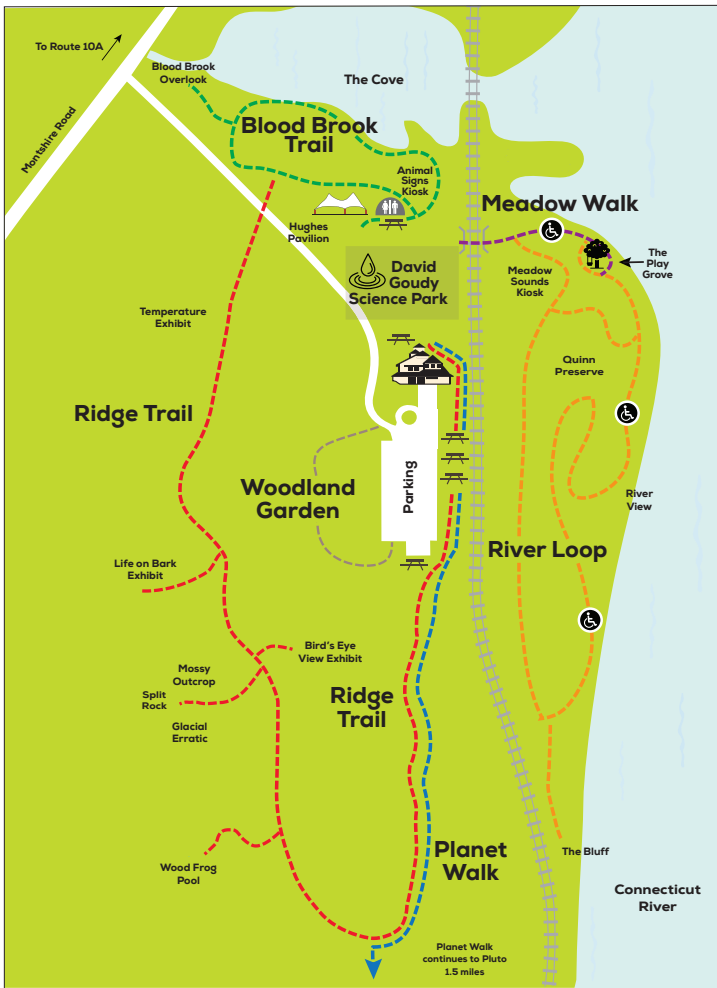 To Route 10A
Montshire Road
Blood Brook
Overlook
The Cove
Blood Brook
Trail
Animal
Signs
Kiosk
Hughes
Pavilion
Meadow Walk
The
Play
Grove
Meadow
Sounds
Kiosk
David
Goudy
Science Park
Temperature
Exhibit
Quinn
Preserve
Ridge Trail
Woodland
Garden
Parking
River
View
River Loop
Life on Bark
Exhibit
Bird's Eye
View Exhibit
Mossy
Outcrop
Split
Rock
Glacial
Erratic
Ridge
Trail
Wood Frog
Pool
Planet
Walk
The Bluff
Connecticut
River
Planet Walk
continues to Pluto
1.5 miles